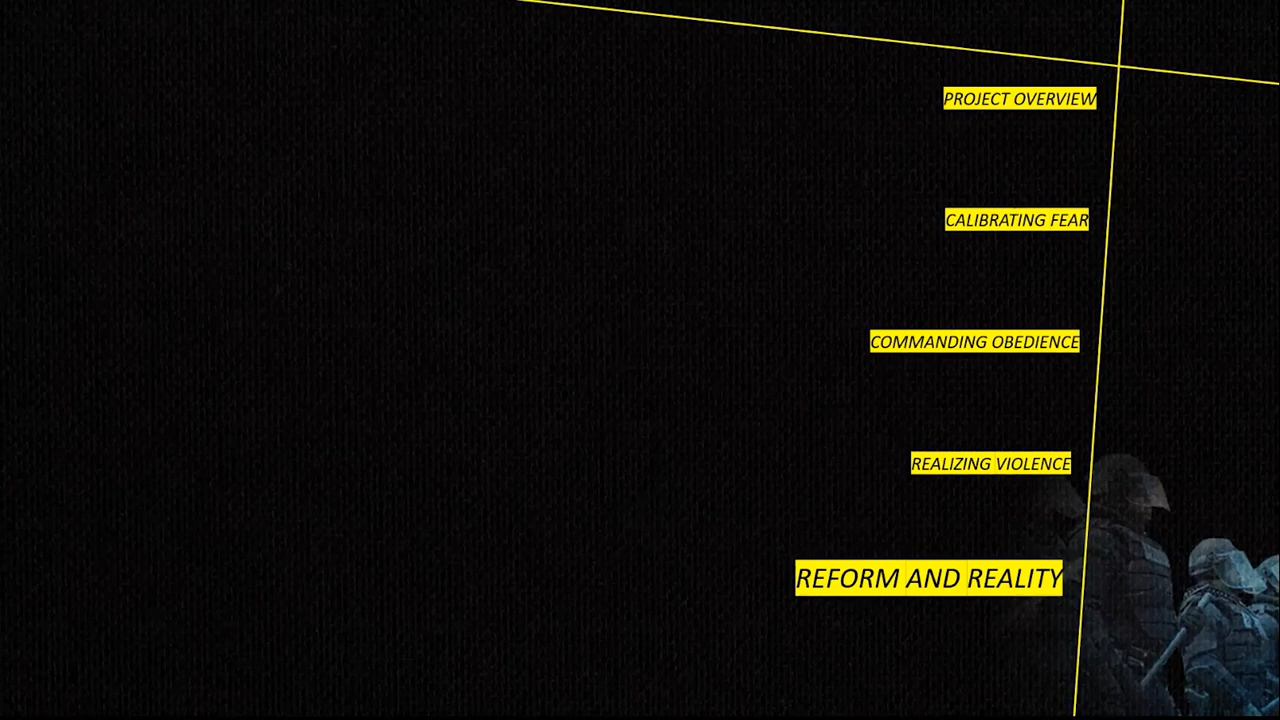 PROJECT OVERVIEW
CALIBRATING FEAR
COMMANDING OBEDIENCE
REALIZING VIOLENCE
REFORM AND REALITY